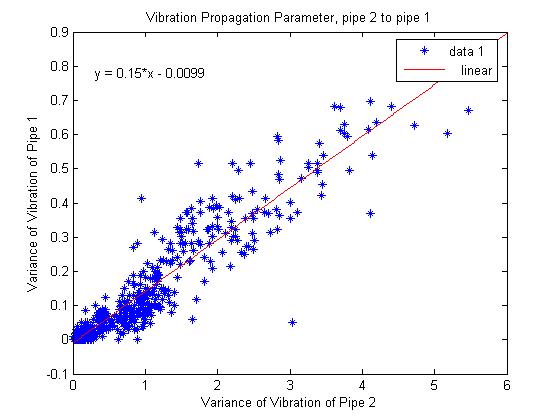 Vibration Propagation Parameter, pipe 2 to pipe 1
y = 0.15*x - 0.0099
data 1
linear
Variance of Vibration of Pipe 1
0.9
0.8
0.7
0.6
0.5
0.4
0.3
0.2
0.1
0
-0.1
0 1 2 3 4 5 6
Variance of Vibration of Pipe 2